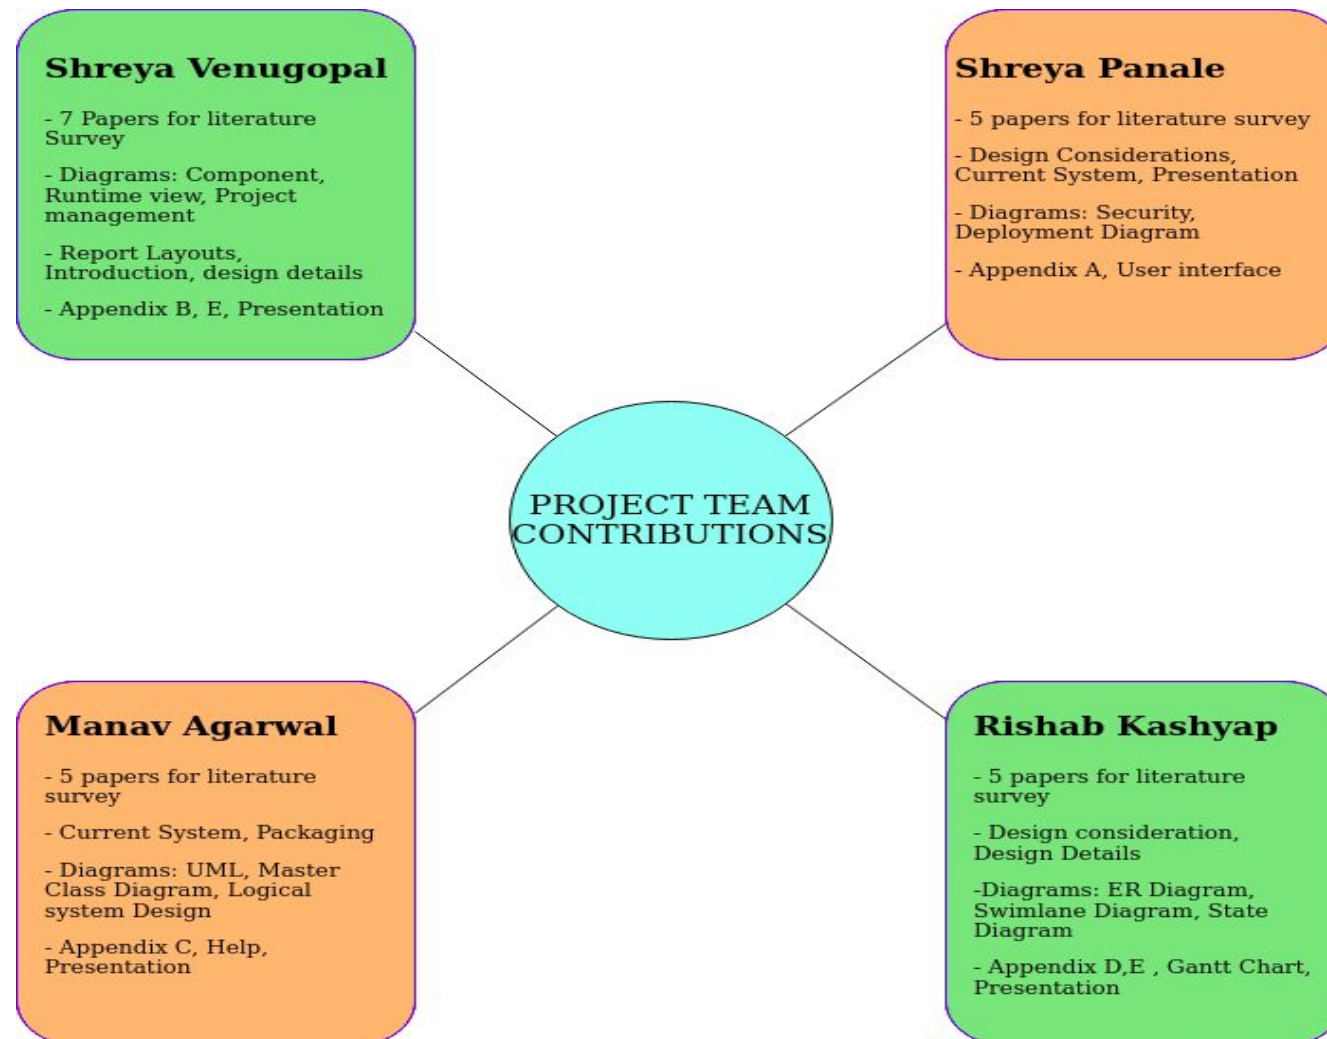 Shreya Venugopal
- 7 Papers for literature
Survey
- Diagrams: Component,
Runtime view, Project
management
- Report Layouts,
Introduction, design details
- Appendix B, E, Presentation
Shreya Panale
- 5 papers for literature survey
- Design Considerations,
Current System, Presentation
- Diagrams: Security,
Deployment Diagram
- Appendix A, User interface
PROJECT TEAM
CONTRIBUTIONS
Manav Agarwal
- 5 papers for literature
survey
- Current System, Packaging
- Diagrams: UML, Master
Class Diagram, Logical
system Design
- Appendix C, Help,
Presentation
Rishab Kashyap
- 5 papers for literature
survey
- Design consideration,
Design Details
-Diagrams: ER Diagram,
Swimlane Diagram, State
Diagram
- Appendix D,E , Gantt Chart,
Presentation